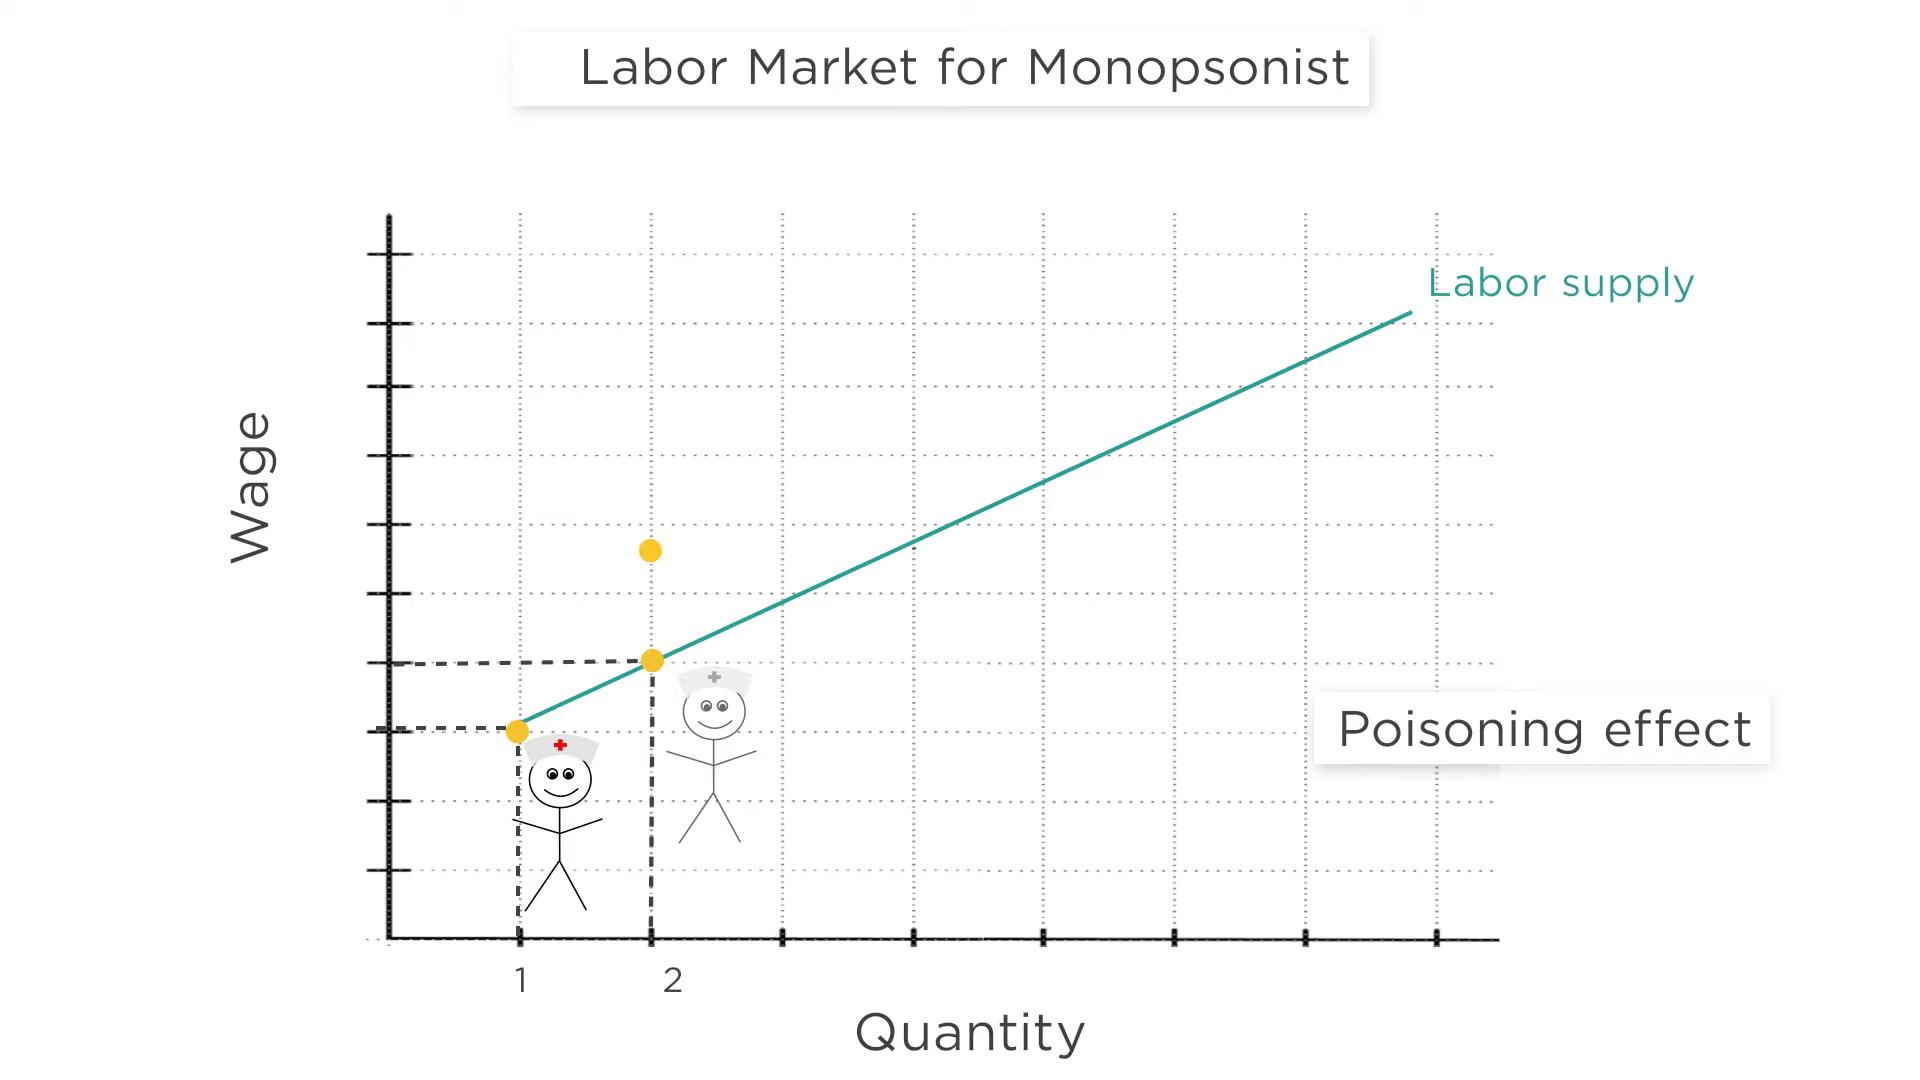 Labor Market for Monopsonist
Labor supply
Wage
Poisoning effect
1 2
Quantity